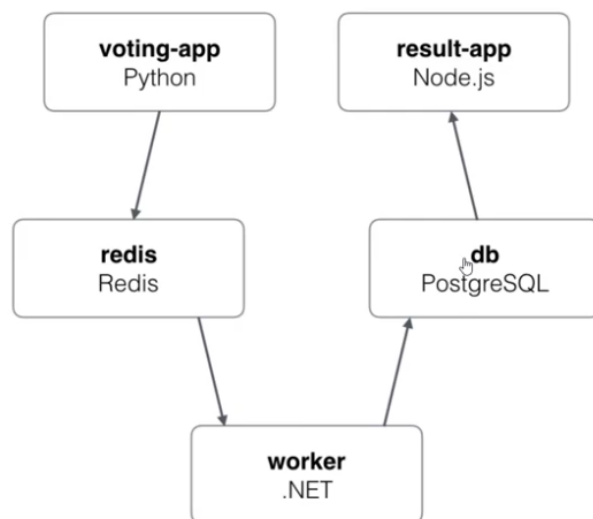 voting-app
Python
result-app
Node.js
redis
Redis
db
PostgreSQL
worker
.NET